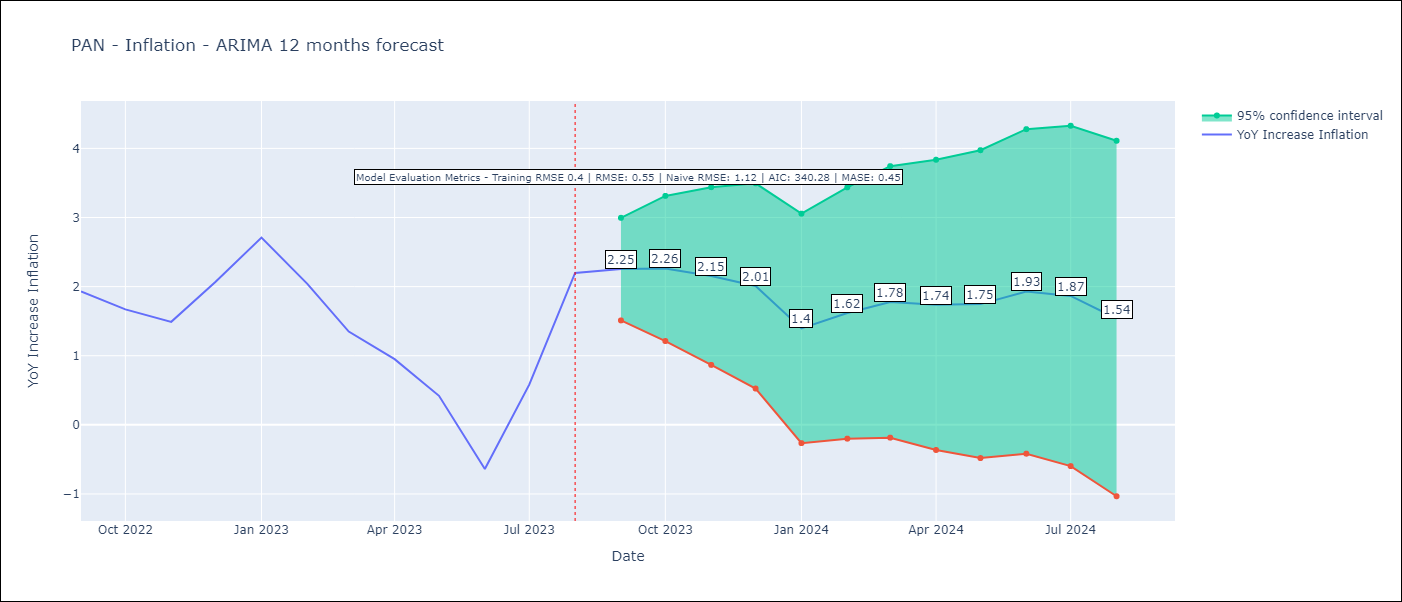 PAN - Inflation - ARIMA 12 months forecast
95% confidence interval
YoY Increase Inflation
Model Evaluation Metrics - Training RMSE 0.4 | RMSE: 0.55 | Naive RMSE: 1.12 | AIC: 340.28 | MASE: 0.45
YoY Increase Inflation
4
3
2
1
0
−1
2.25
2.26
2.15
2.01
1.4
1.62
1.78
1.74
1.75
1.93
1.87
1.54
Oct 2022
Jan 2023
Apr 2023
Jul 2023
Oct 2023
Jan 2024
Apr 2024
Jul 2024
Date